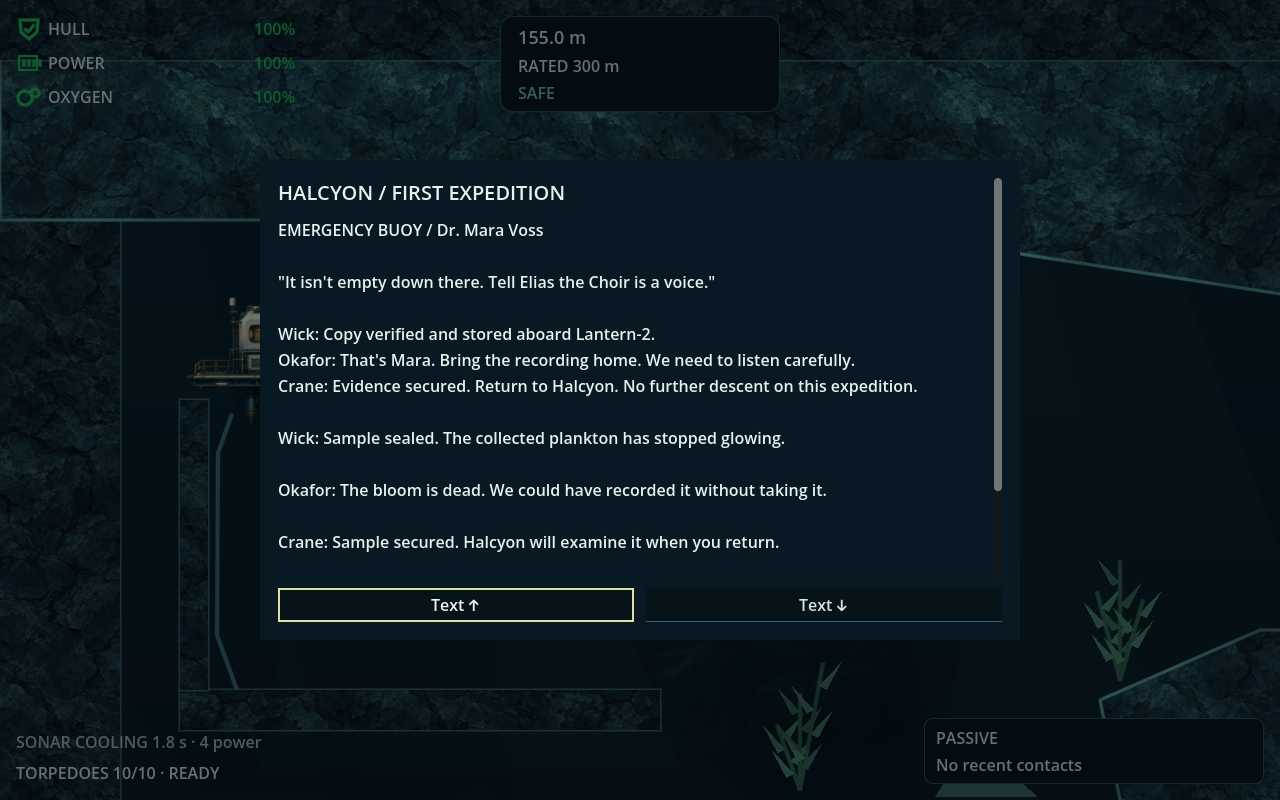 HULL 100%
POWER 100%
OXYGEN 100%
155.0 m
RATED 300 m
SAFE
HALCYON / FIRST EXPEDITION
EMERGENCY BUOY / Dr. Mara Voss
"It isn't empty down there. Tell Elias the Choir is a voice."
Wick: Copy verified and stored aboard Lantern-2.
Okafor: That's Mara. Bring the recording home. We need to listen carefully.
Crane: Evidence secured. Return to Halcyon. No further descent on this expedition.
Wick: Sample sealed. The collected plankton has stopped glowing.
Okafor: The bloom is dead. We could have recorded it without taking it.
Crane: Sample secured. Halcyon will examine it when you return.
Text ↑
Text ↓
SONAR COOLING 1.8 s · 4 power
TORPEDOES 10/10 · READY
PASSIVE
No recent contacts